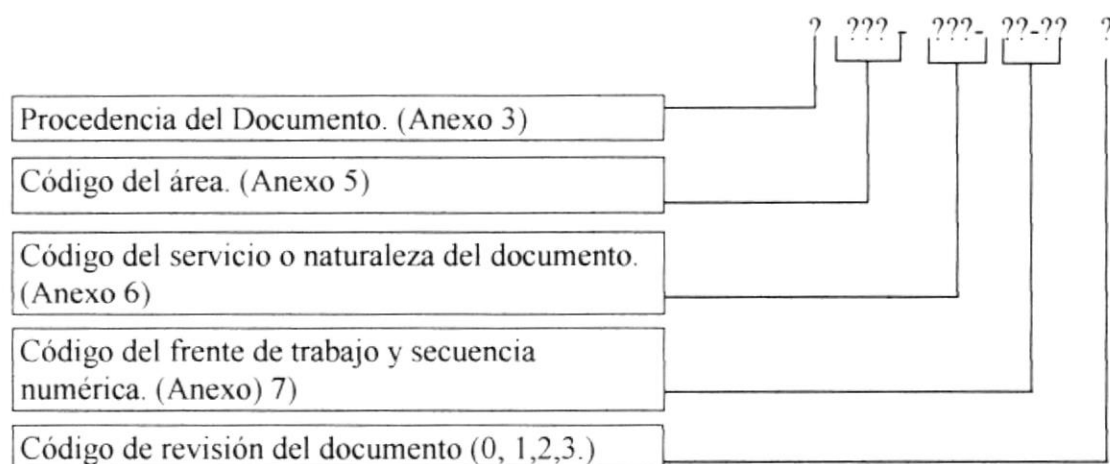 ? ??? - ???- ??-?? ?
Procedencia del Documento. (Anexo 3)
Código del área. (Anexo 5)
Código del servicio o naturaleza del documento.
(Anexo 6)
Código del frente de trabajo y secuencia
numérica. (Anexo) 7)
Código de revisión del documento (0, 1,2,3.)